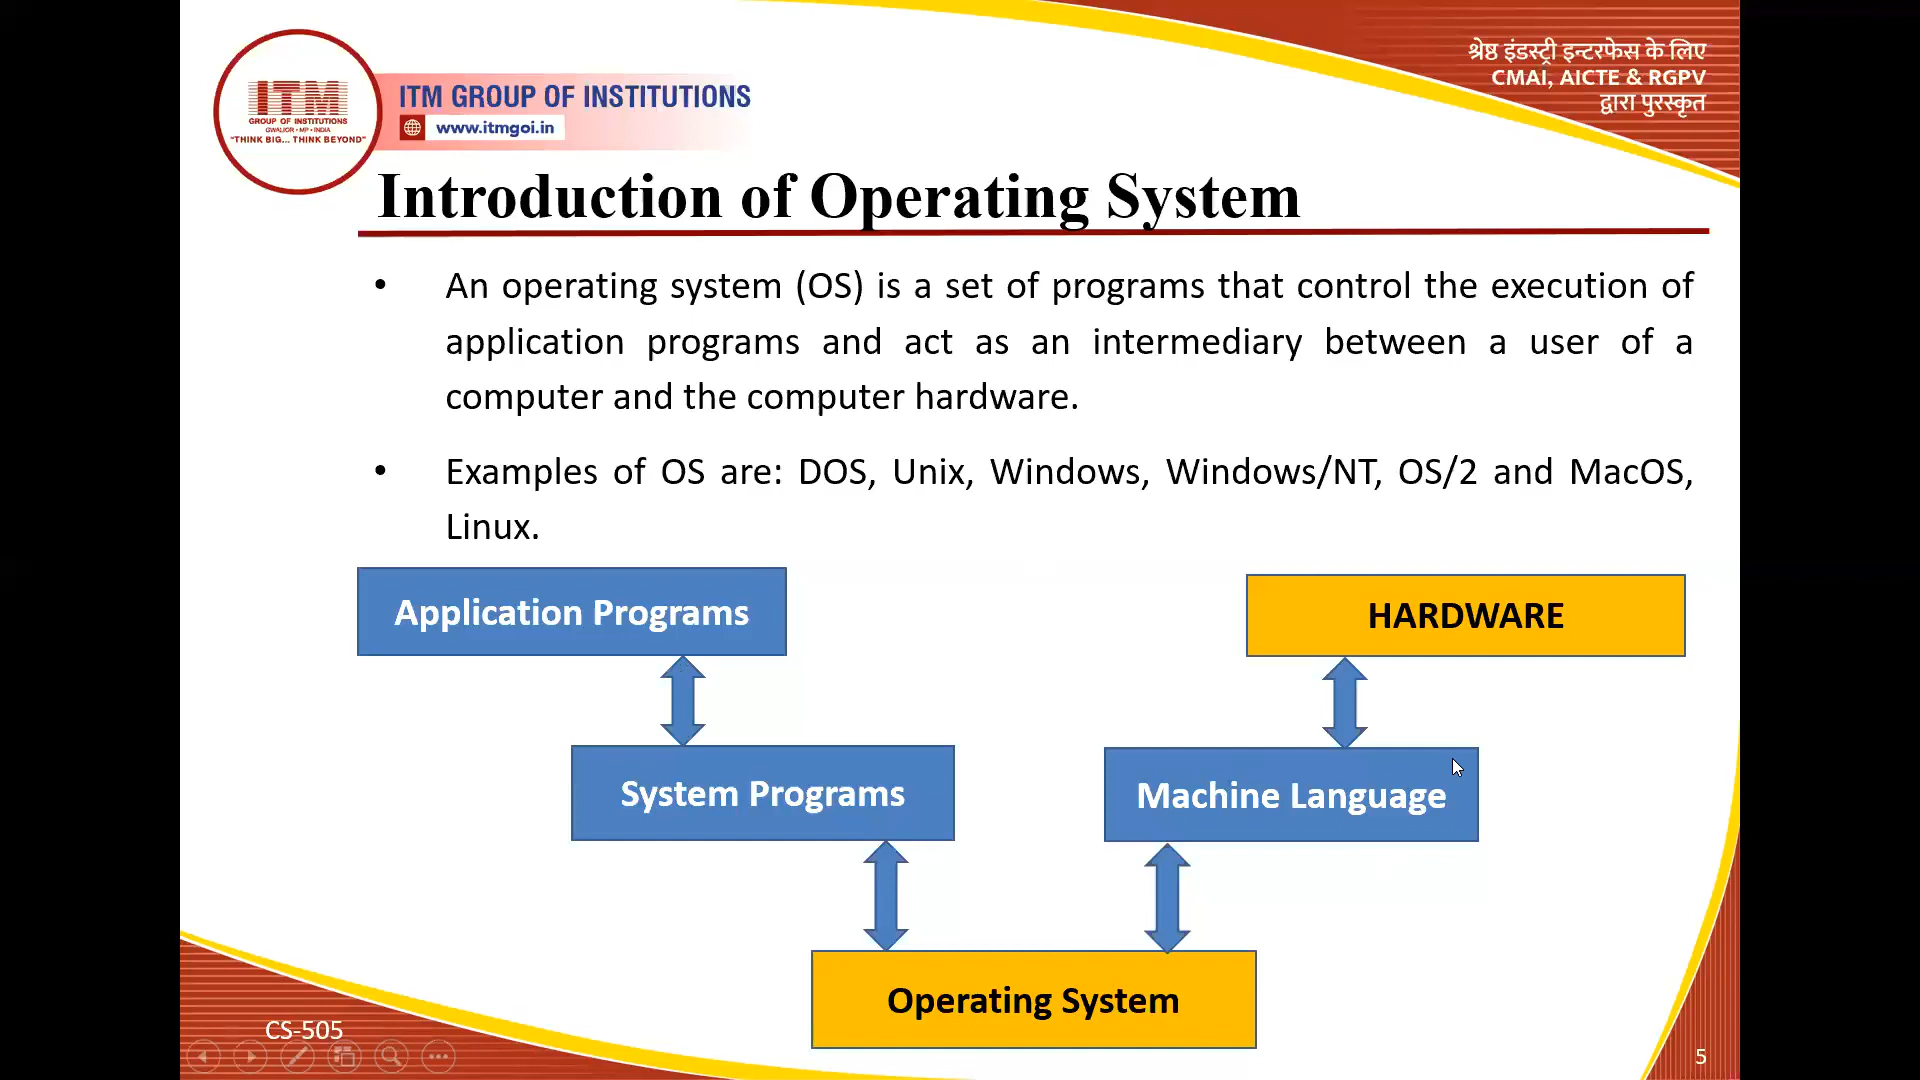 ITM
GROUP OF INSTITUTIONS
GWALIOR • MP • INDIA
"THINK BIG... THINK BEYOND"
ITM GROUP OF INSTITUTIONS
www.itmgoi.in
श्रेष्ठ इंडस्ट्री इन्टरफेस के लिए
CMAI, AICTE & RGPV
द्वारा पुरस्कृत
Introduction of Operating System
• An operating system (OS) is a set of programs that control the execution of
application programs and act as an intermediary between a user of a
computer and the computer hardware.
• Examples of OS are: DOS, Unix, Windows, Windows/NT, OS/2 and MacOS,
Linux.
Application Programs
HARDWARE
System Programs
Machine Language
Operating System
CS-505
5